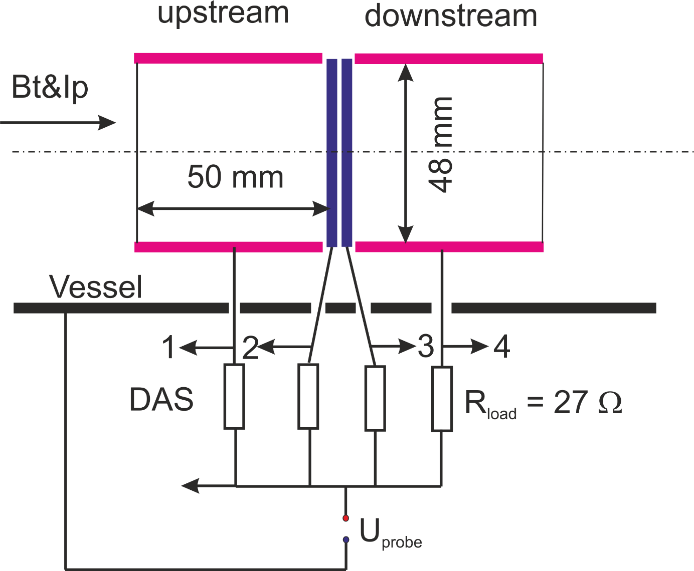 upstream
downstream
Bt&Ip
50 mm
48 mm
Vessel
1
2
3
4
DAS
Rload = 27 Ω
Uprobe